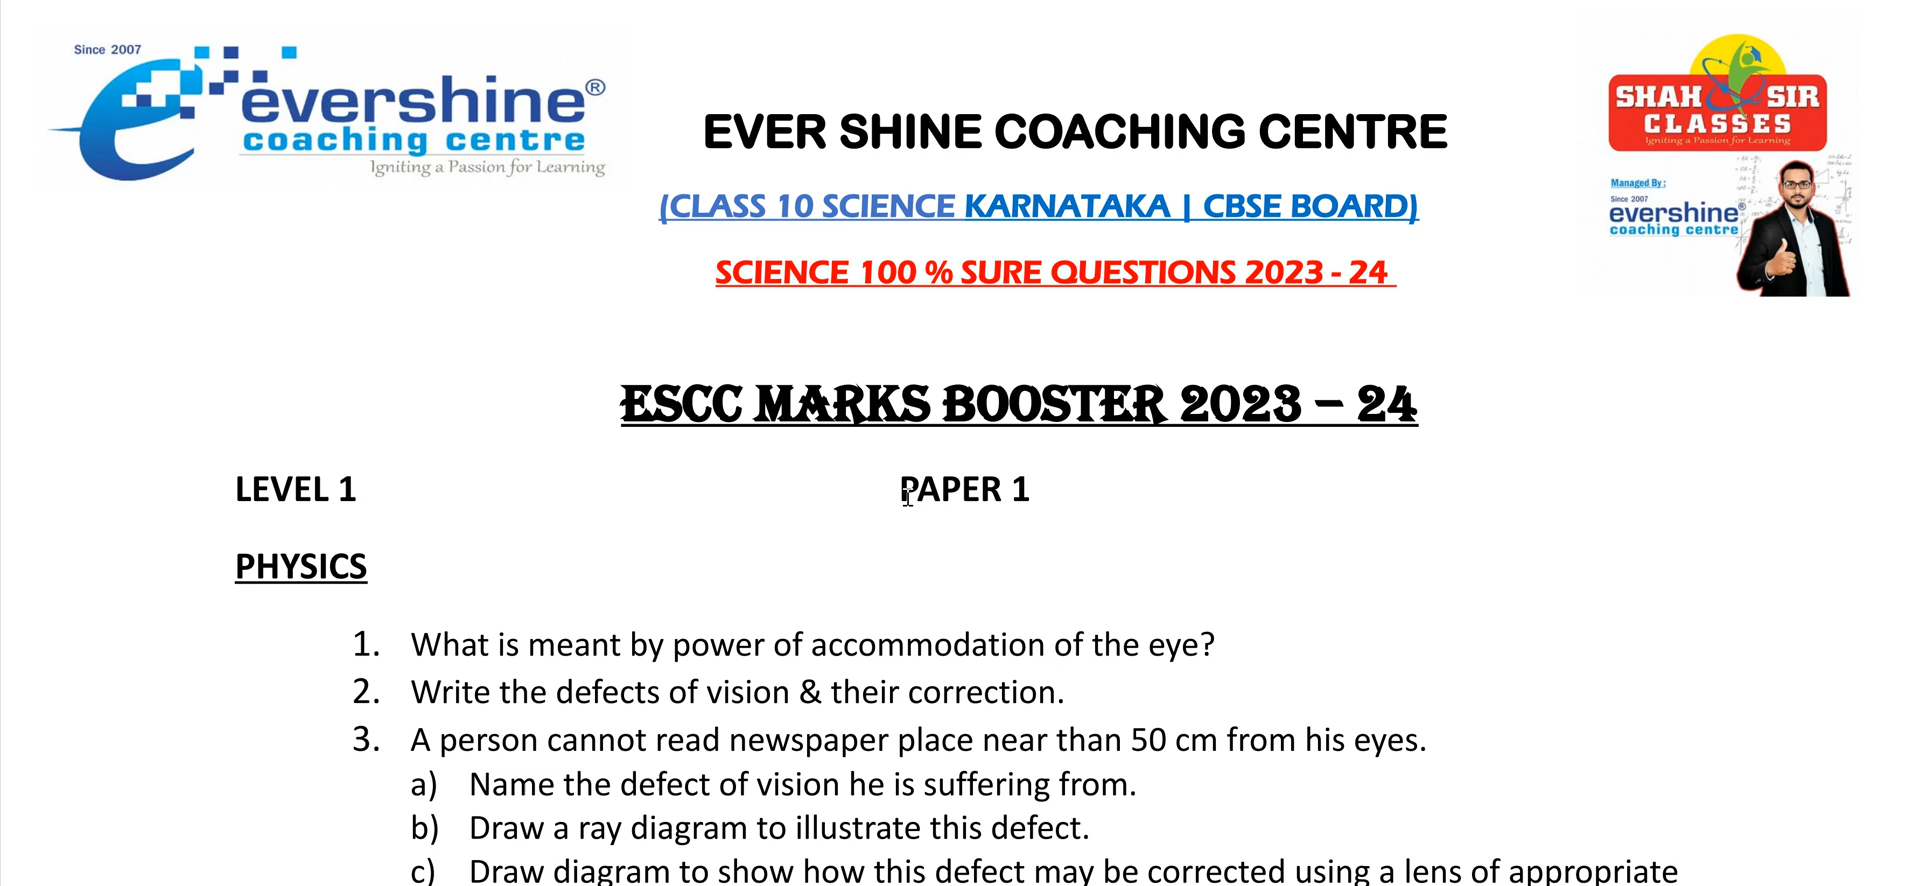 Since 2007
evershine®
coaching centre
Igniting a Passion for Learning
EVER SHINE COACHING CENTRE
(CLASS 10 SCIENCE KARNATAKA | CBSE BOARD)
SCIENCE 100 % SURE QUESTIONS 2023 - 24
SHAH SIR
CLASSES
Igniting a Passion for Learning
Managed By :
Since 2007
evershine®
coaching centre
ESCC MARKS BOOSTER 2023 – 24
LEVEL 1 PAPER 1
PHYSICS
1. What is meant by power of accommodation of the eye?
2. Write the defects of vision & their correction.
3. A person cannot read newspaper place near than 50 cm from his eyes.
a) Name the defect of vision he is suffering from.
b) Draw a ray diagram to illustrate this defect.
c) Draw diagram to show how this defect may be corrected using a lens of appropriate